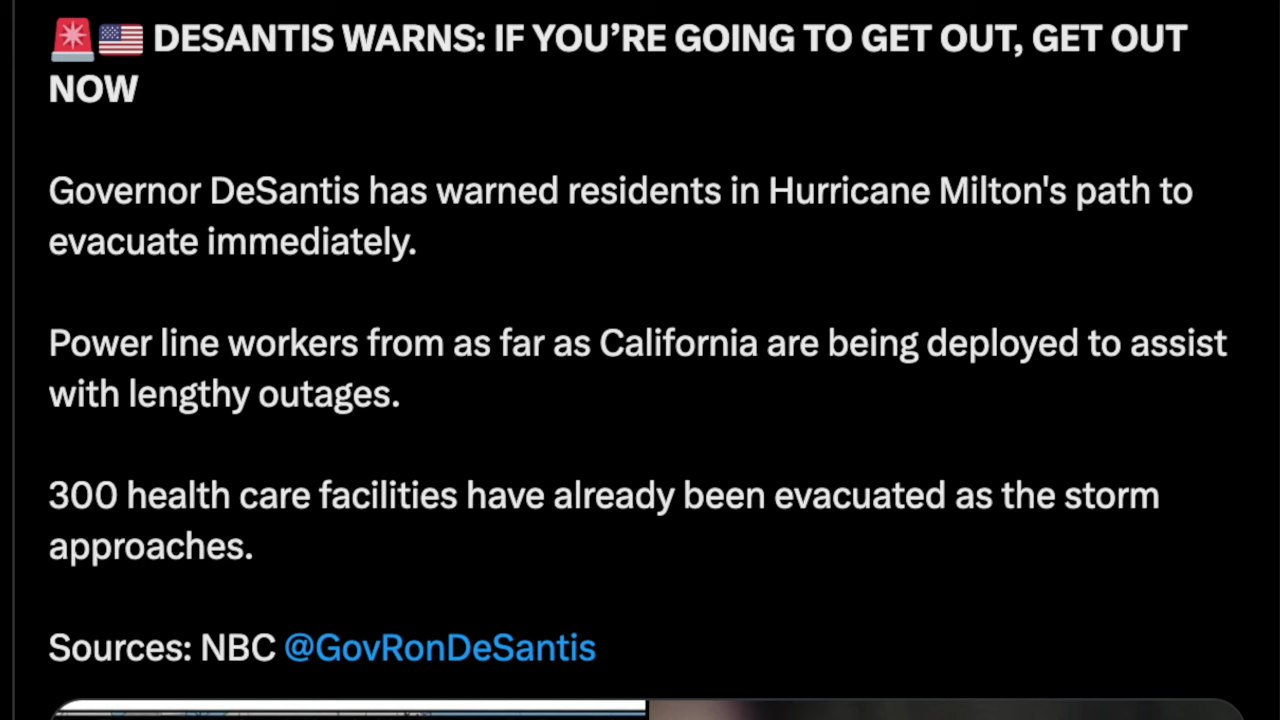 🚨🇺🇸 DESANTIS WARNS: IF YOU’RE GOING TO GET OUT, GET OUT
NOW
Governor DeSantis has warned residents in Hurricane Milton's path to
evacuate immediately.
Power line workers from as far as California are being deployed to assist
with lengthy outages.
300 health care facilities have already been evacuated as the storm
approaches.
Sources: NBC @GovRonDeSantis